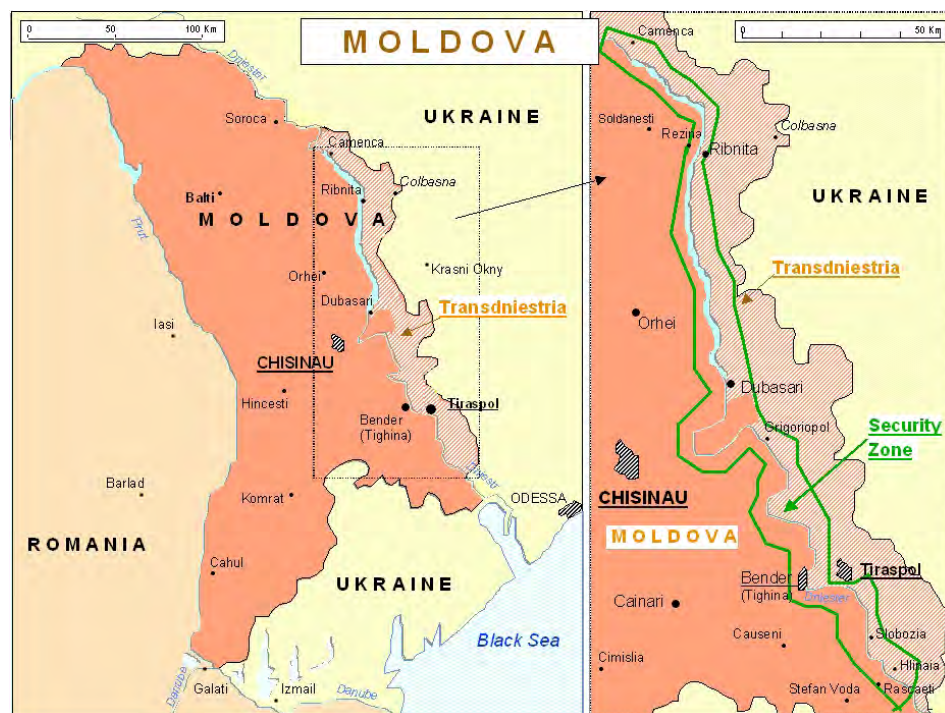 MOLDOVA
0 50 100 Km
Dniester
Soroca
UKRAINE
Camenca
Ribnita
Colbasna
Balti
MOLDOVA
Prut
Orhei
Krasni Okny
Dubasari
Transdniestria
Iasi
CHISINAU
Hincesti
Bender
(Tighina)
Tiraspol
Dniestr
Barlad
Komrat
ODESSA
ROMANIA
Cahul
UKRAINE
Black Sea
Danube
Galati
Izmail
Danube
0 50 Km
Camenca
Soldanesti
Rezina
Ribnita
Colbasna
UKRAINE
Transdniestria
Orhei
Dubasari
Grigoriopol
Security
Zone
CHISINAU
MOLDOVA
Bender
(Tighina)
Tiraspol
Dniester
Cainari
Causeni
Slobozia
Cimislia
Hlinaia
Stefan Voda
Rascaeti